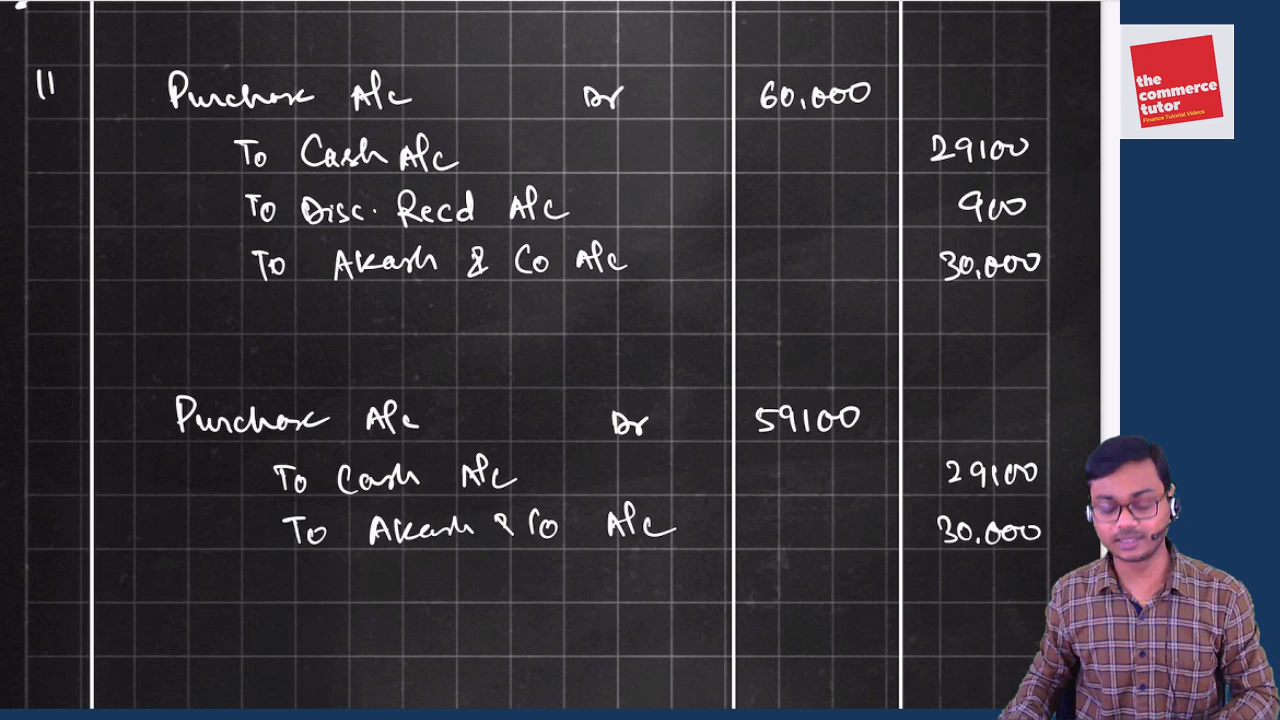 the
commerce
tutor
Finance Tutorial Videos
11 Purchase A/c Dr 60,000
To Cash A/c 29100
To Disc. Recd A/c 900
To Akash & Co A/c 30,000
Purchase A/c Dr 59100
To Cash A/c 29100
To Akash & Co A/c 30,000